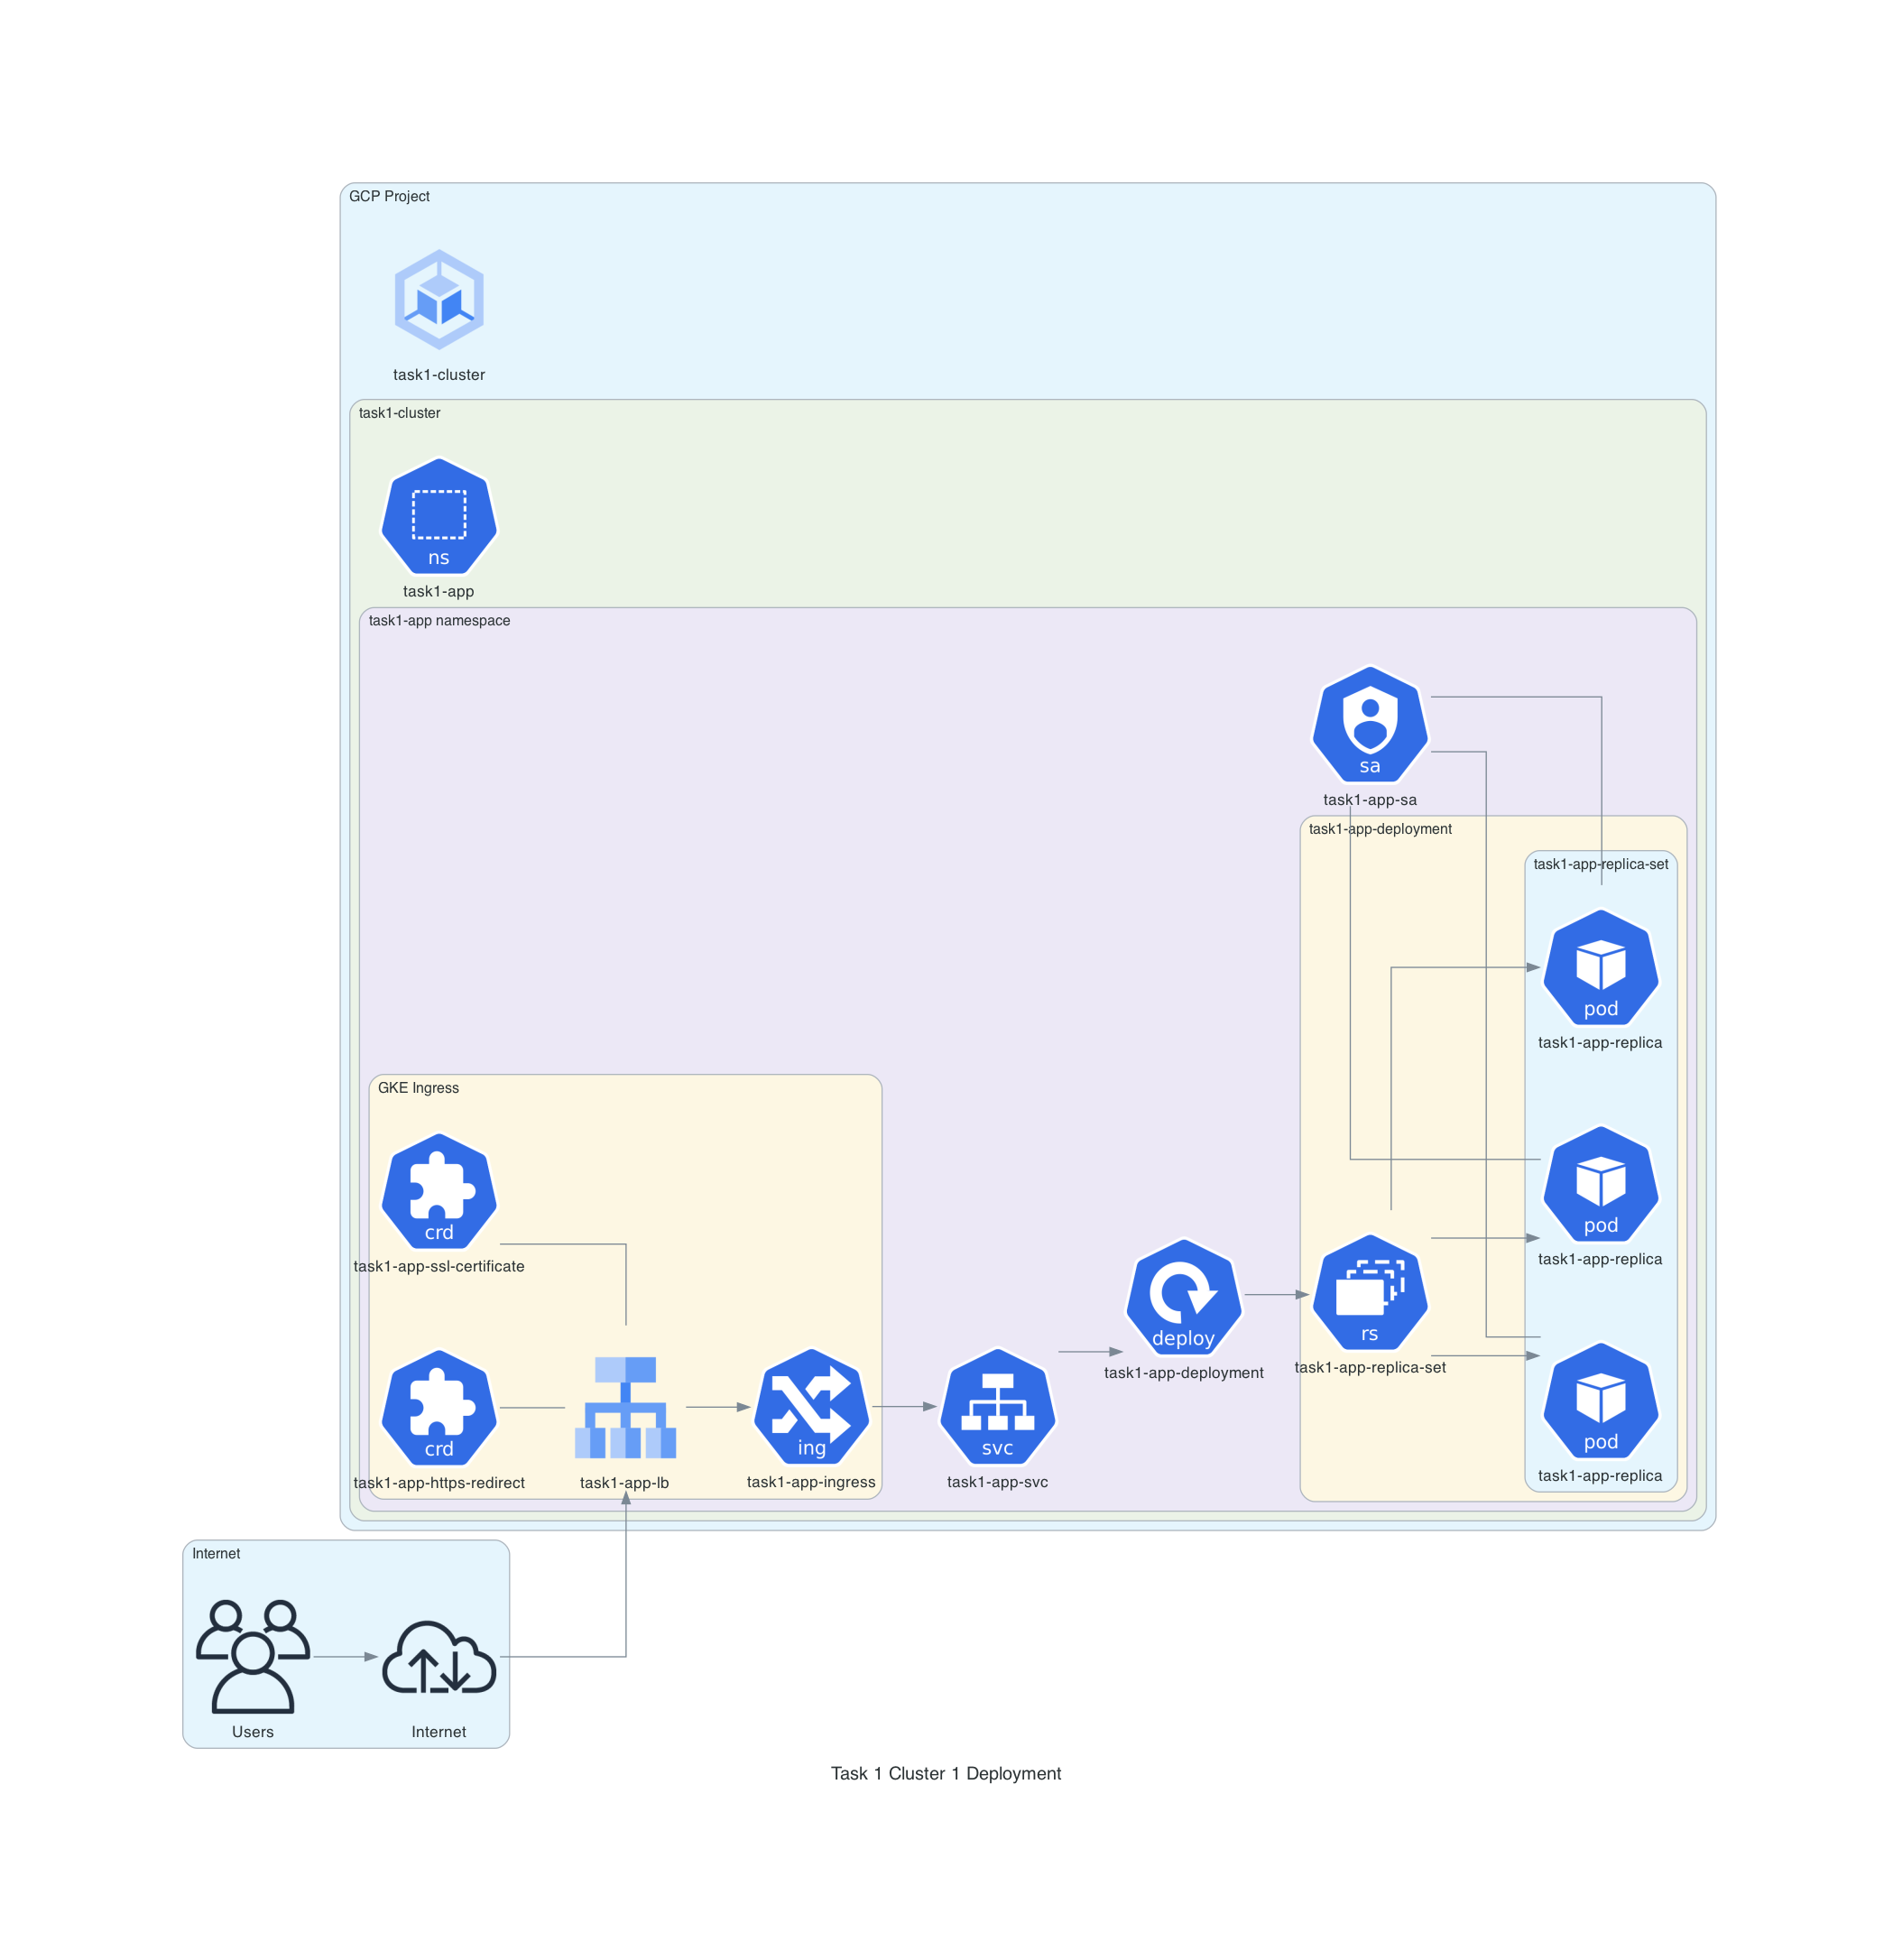 GCP Project
task1-cluster
task1-cluster
ns
task1-app
task1-app namespace
sa
task1-app-sa
task1-app-deployment
task1-app-replica-set
pod
task1-app-replica
GKE Ingress
crd
task1-app-ssl-certificate
pod
task1-app-replica
deploy
task1-app-deployment
rs
task1-app-replica-set
crd
task1-app-https-redirect
task1-app-lb
ing
task1-app-ingress
svc
task1-app-svc
pod
task1-app-replica
Internet
Users
Internet
Task 1 Cluster 1 Deployment